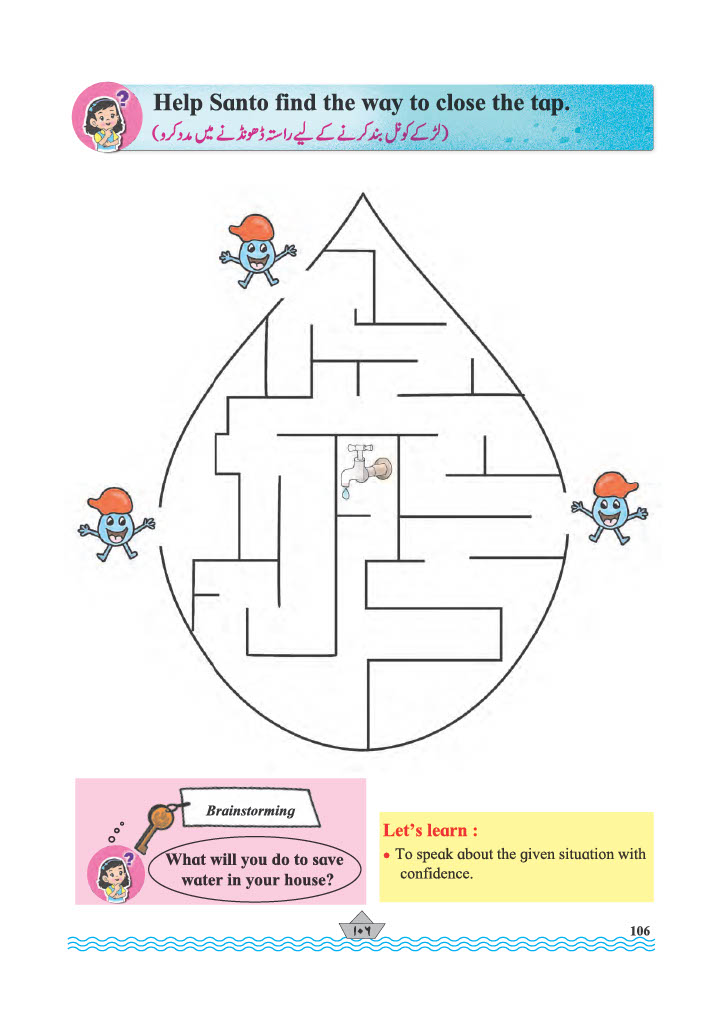 Help Santo find the way to close the tap.
(لڑکے کو نل بند کرنے کے لیے راستہ ڈھونڈنے میں مدد کرو)
Brainstorming
What will you do to save
water in your house?
Let’s learn :
• To speak about the given situation with
confidence.
۱۰۶
106